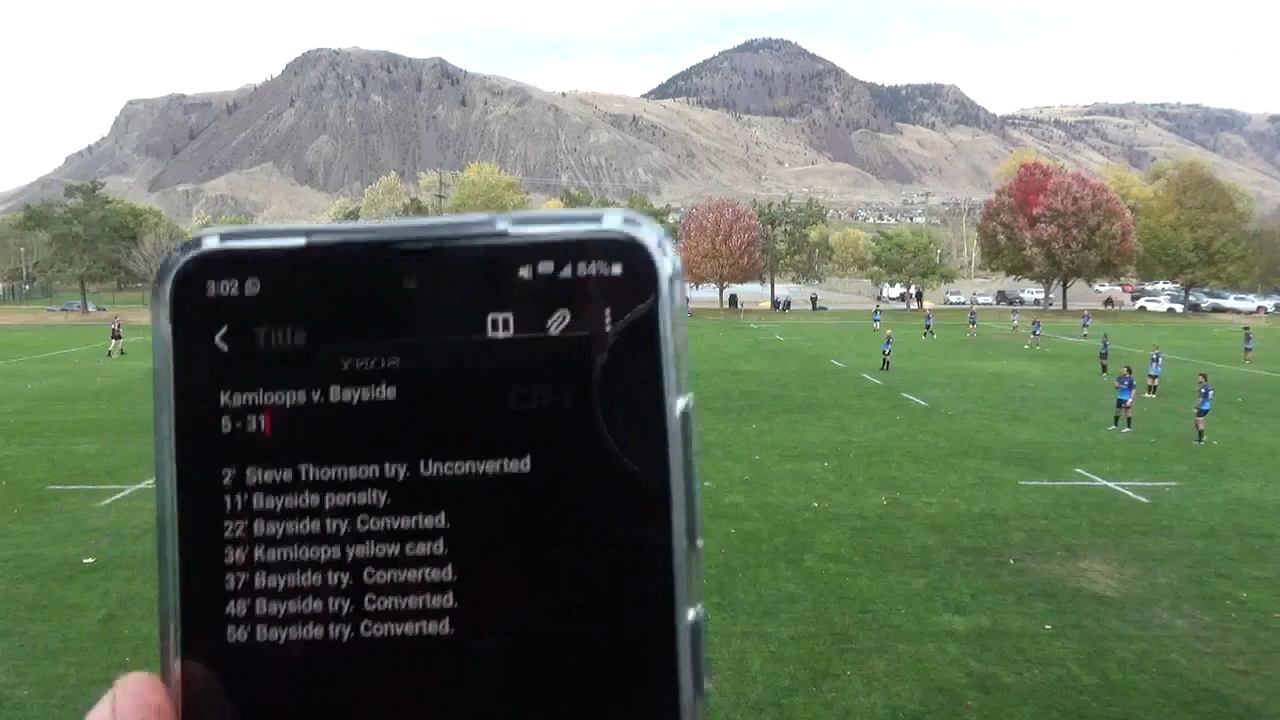 3:02
84%
Title
Kamloops v. Bayside
5 - 31
2' Steve Thomson try. Unconverted
11' Bayside penalty.
22' Bayside try. Converted.
36' Kamloops yellow card.
37' Bayside try. Converted.
48' Bayside try. Converted.
56' Bayside try. Converted.